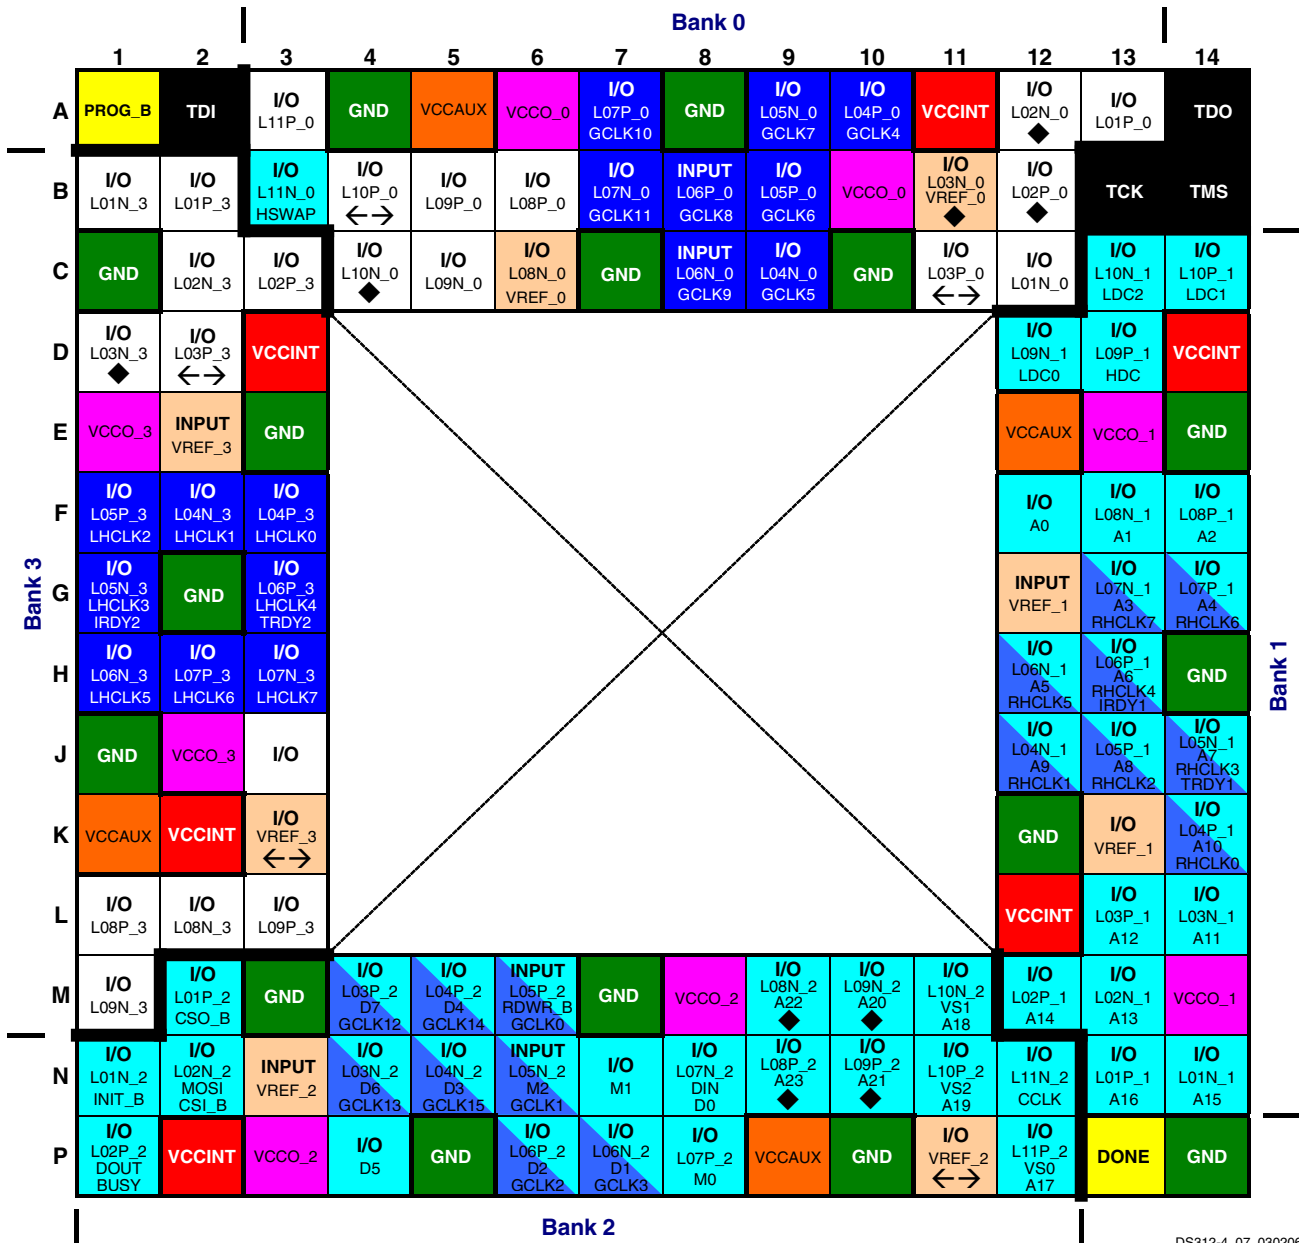 Bank 0
1 2 3 4 5 6 7 8 9 10 11 12 13 14
A
PROG_B
TDI
I/O
L11P_0
GND
VCCAUX
VCCO_0
I/O
L07P_0
GCLK10
GND
I/O
L05N_0
GCLK7
I/O
L04P_0
GCLK4
VCCINT
I/O
L02N_0
◆
I/O
L01P_0
TDO
B
I/O
L01N_3
I/O
L01P_3
I/O
L11N_0
HSWAP
I/O
L10P_0
←→
I/O
L09P_0
I/O
L08P_0
I/O
L07N_0
GCLK11
INPUT
L06P_0
GCLK8
I/O
L05P_0
GCLK6
VCCO_0
I/O
L03N_0
VREF_0
◆
I/O
L02P_0
◆
TCK
TMS
C
GND
I/O
L02N_3
I/O
L02P_3
I/O
L10N_0
◆
I/O
L09N_0
I/O
L08N_0
VREF_0
GND
INPUT
L06N_0
GCLK9
I/O
L04N_0
GCLK5
GND
I/O
L03P_0
←→
I/O
L01N_0
I/O
L10N_1
LDC2
I/O
L10P_1
LDC1
D
I/O
L03N_3
◆
I/O
L03P_3
←→
VCCINT
I/O
L09N_1
LDC0
I/O
L09P_1
HDC
VCCINT
E
VCCO_3
INPUT
VREF_3
GND
VCCAUX
VCCO_1
GND
F
I/O
L05P_3
LHCLK2
I/O
L04N_3
LHCLK1
I/O
L04P_3
LHCLK0
I/O
A0
I/O
L08N_1
A1
I/O
L08P_1
A2
Bank 3
G
I/O
L05N_3
LHCLK3
IRDY2
GND
I/O
L06P_3
LHCLK4
TRDY2
INPUT
VREF_1
I/O
L07N_1
A3
RHCLK7
I/O
L07P_1
A4
RHCLK6
H
I/O
L06N_3
LHCLK5
I/O
L07P_3
LHCLK6
I/O
L07N_3
LHCLK7
I/O
L06N_1
A5
RHCLK5
I/O
L06P_1
A6
RHCLK4
IRDY1
GND
Bank 1
J
GND
VCCO_3
I/O
I/O
L04N_1
A9
RHCLK1
I/O
L05P_1
A8
RHCLK2
I/O
L05N_1
A7
RHCLK3
TRDY1
K
VCCAUX
VCCINT
I/O
VREF_3
←→
GND
I/O
VREF_1
I/O
L04P_1
A10
RHCLK0
L
I/O
L08P_3
I/O
L08N_3
I/O
L09P_3
VCCINT
I/O
L03P_1
A12
I/O
L03N_1
A11
M
I/O
L09N_3
I/O
L01P_2
CSO_B
GND
I/O
L03P_2
D7
GCLK12
I/O
L04P_2
D4
GCLK14
INPUT
L05P_2
RDWR_B
GCLK0
GND
VCCO_2
I/O
L08N_2
A22
◆
I/O
L09N_2
A20
◆
I/O
L10N_2
VS1
A18
I/O
L02P_1
A14
I/O
L02N_1
A13
VCCO_1
N
I/O
L01N_2
INIT_B
I/O
L02N_2
MOSI
CSI_B
INPUT
VREF_2
I/O
L03N_2
D6
GCLK13
I/O
L04N_2
D3
GCLK15
INPUT
L05N_2
M2
GCLK1
I/O
M1
I/O
L07N_2
DIN
D0
I/O
L08P_2
A23
◆
I/O
L09P_2
A21
◆
I/O
L10P_2
VS2
A19
I/O
L11N_2
CCLK
I/O
L01P_1
A16
I/O
L01N_1
A15
P
I/O
L02P_2
DOUT
BUSY
VCCINT
VCCO_2
I/O
D5
GND
I/O
L06P_2
D2
GCLK2
I/O
L06N_2
D1
GCLK3
I/O
L07P_2
M0
VCCAUX
GND
I/O
VREF_2
←→
I/O
L11P_2
VS0
A17
DONE
GND
Bank 2
DS312-4_07_030206